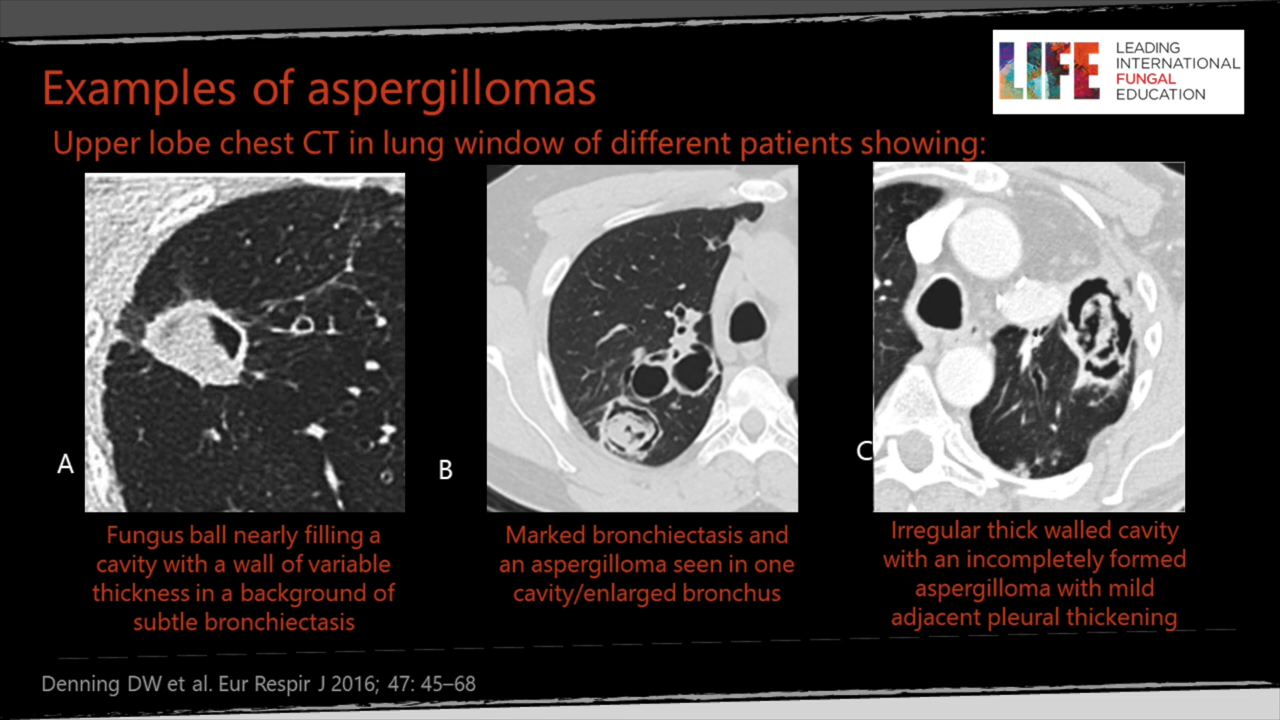 LIFE
LEADING
INTERNATIONAL
FUNGAL
EDUCATION
Examples of aspergillomas
Upper lobe chest CT in lung window of different patients showing:
A
B
C
Fungus ball nearly filling a
cavity with a wall of variable
thickness in a background of
subtle bronchiectasis
Marked bronchiectasis and
an aspergilloma seen in one
cavity/enlarged bronchus
Irregular thick walled cavity
with an incompletely formed
aspergilloma with mild
adjacent pleural thickening
Denning DW et al. Eur Respir J 2016; 47: 45–68